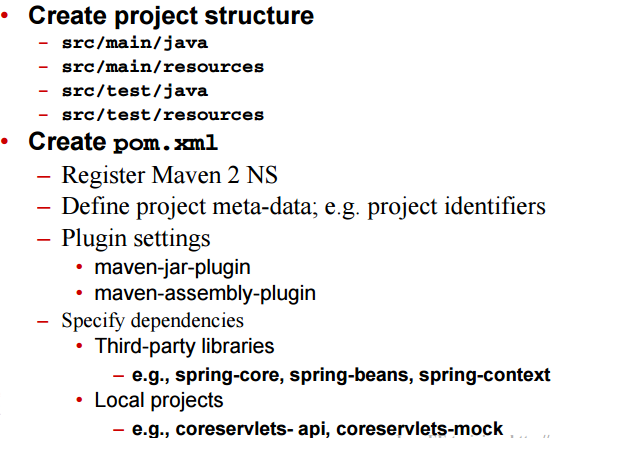 • Create project structure
– src/main/java
– src/main/resources
– src/test/java
– src/test/resources
• Create pom.xml
– Register Maven 2 NS
– Define project meta-data; e.g. project identifiers
– Plugin settings
• maven-jar-plugin
• maven-assembly-plugin
– Specify dependencies
• Third-party libraries
– e.g., spring-core, spring-beans, spring-context
• Local projects
– e.g., coreservlets- api, coreservlets-mock